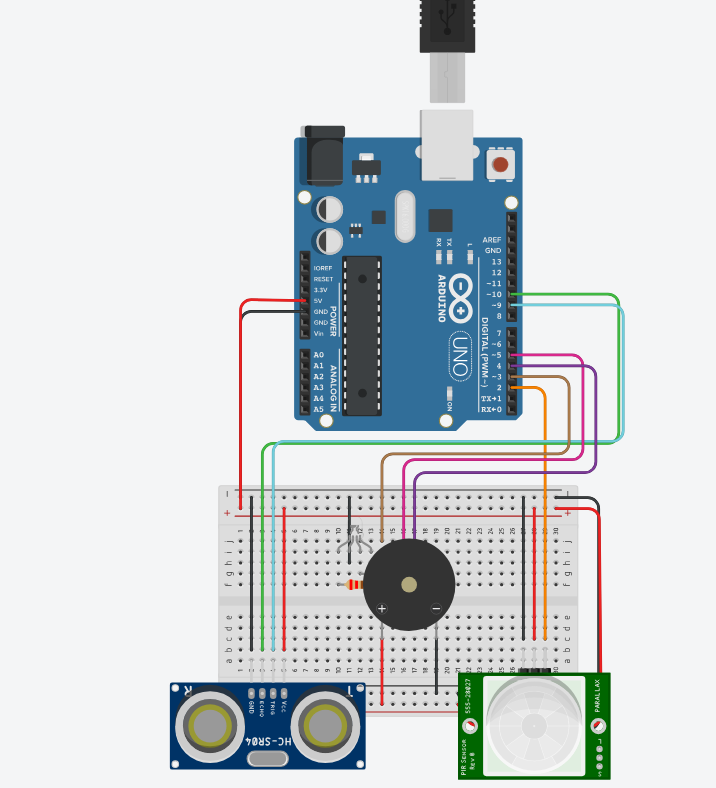 AREF
GND
13
12
~11
~10
~9
8
7
~6
~5
4
~3
2
TX→1
RX←0
DIGITAL (PWM~)
IOREF
RESET
3.3V
5V
GND
GND
Vin
POWER
A0
A1
A2
A3
A4
A5
ANALOG IN
RX
TX
L
ARDUINO
UNO
ON
j
i
h
g
f
e
d
c
b
a
+
−
R
T
GND
ECHO
TRIG
Vcc
HC-SR04
555-28027
PIR SENSOR
REV B
PARALLAX